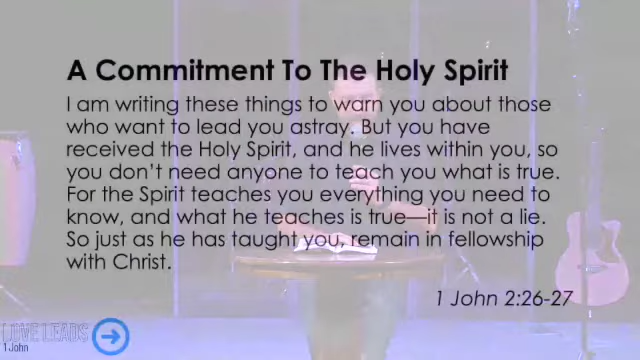 A Commitment To The Holy Spirit
I am writing these things to warn you about those
who want to lead you astray. But you have
received the Holy Spirit, and he lives within you, so
you don't need anyone to teach you what is true.
For the Spirit teaches you everything you need to
know, and what he teaches is true—it is not a lie.
So just as he has taught you, remain in fellowship
with Christ.
1 John 2:26-27
LOVE LEADS
1 John